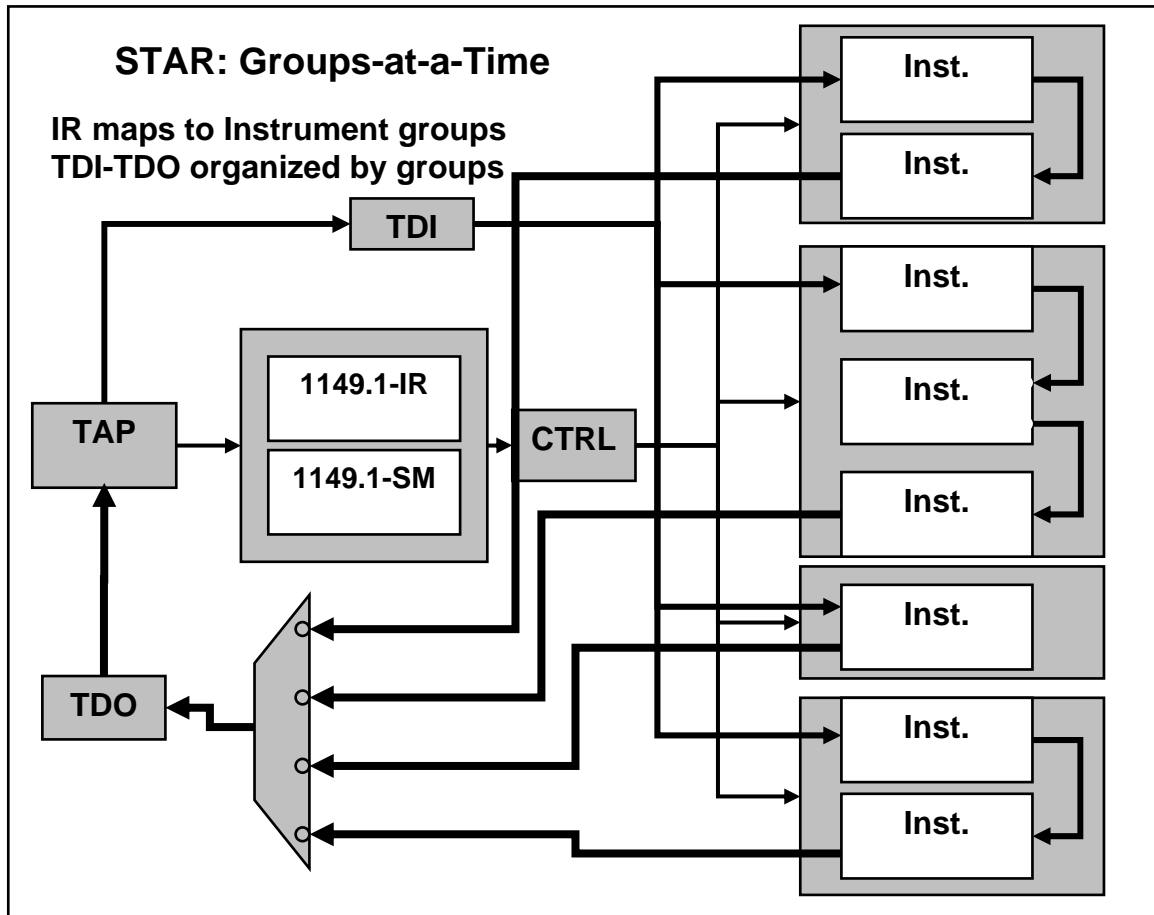 STAR: Groups-at-a-Time
IR maps to Instrument groups
TDI-TDO organized by groups
TDI
1149.1-IR
1149.1-SM
TAP
CTRL
TDO
Inst.
Inst.
Inst.
Inst.
Inst.
Inst.
Inst.
Inst.